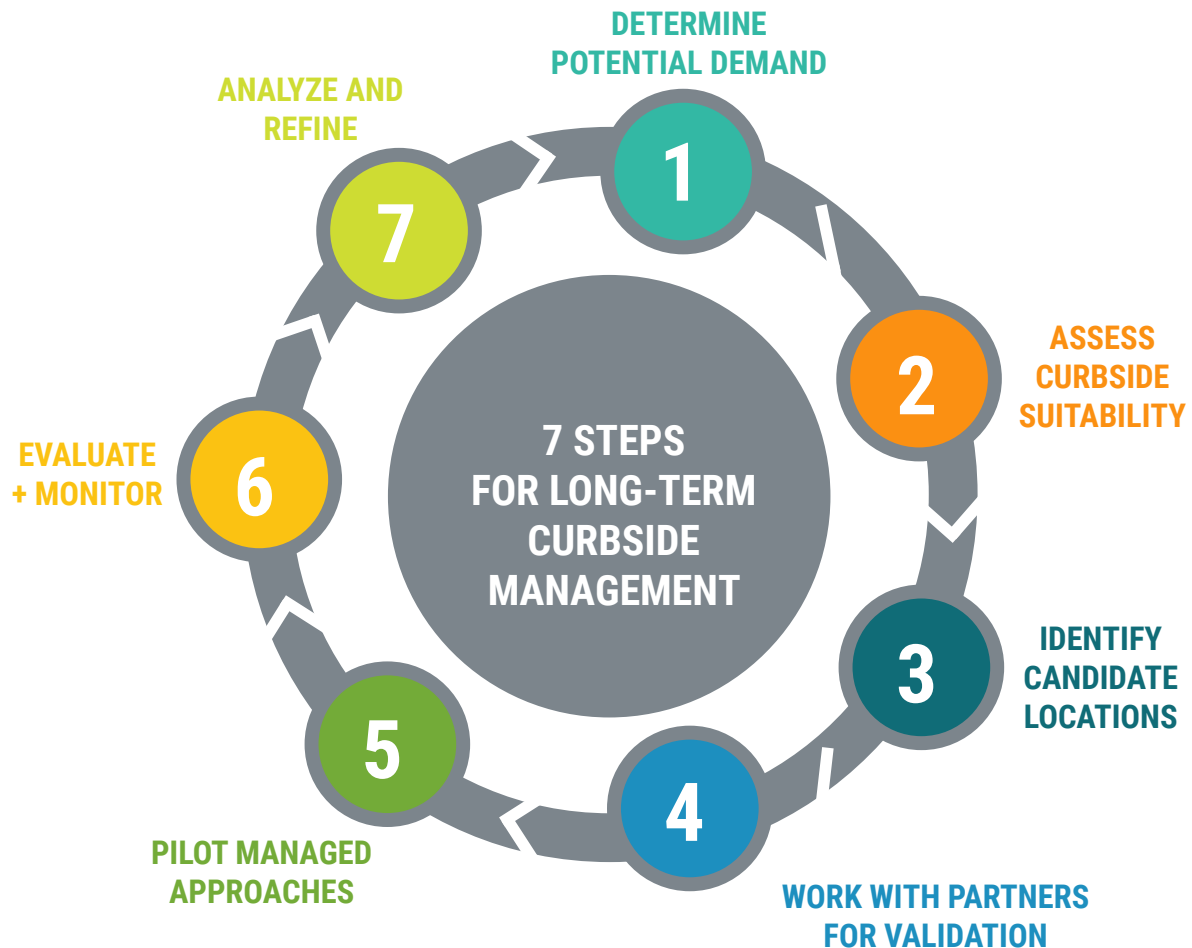 7 STEPS
FOR LONG-TERM
CURBSIDE
MANAGEMENT
1
DETERMINE
POTENTIAL DEMAND
2
ASSESS
CURBSIDE
SUITABILITY
3
IDENTIFY
CANDIDATE
LOCATIONS
4
WORK WITH PARTNERS
FOR VALIDATION
5
PILOT MANAGED
APPROACHES
6
EVALUATE
+ MONITOR
7
ANALYZE AND
REFINE